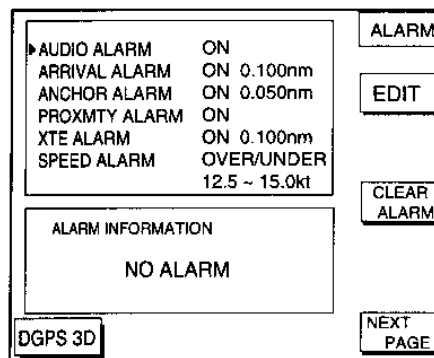 ALARM
▶AUDIO ALARM ON
ARRIVAL ALARM ON 0.100nm
ANCHOR ALARM ON 0.050nm
PROXMTY ALARM ON
XTE ALARM ON 0.100nm
SPEED ALARM OVER/UNDER
12.5 ~ 15.0kt
EDIT
CLEAR
ALARM
ALARM INFORMATION
NO ALARM
DGPS 3D
NEXT
PAGE